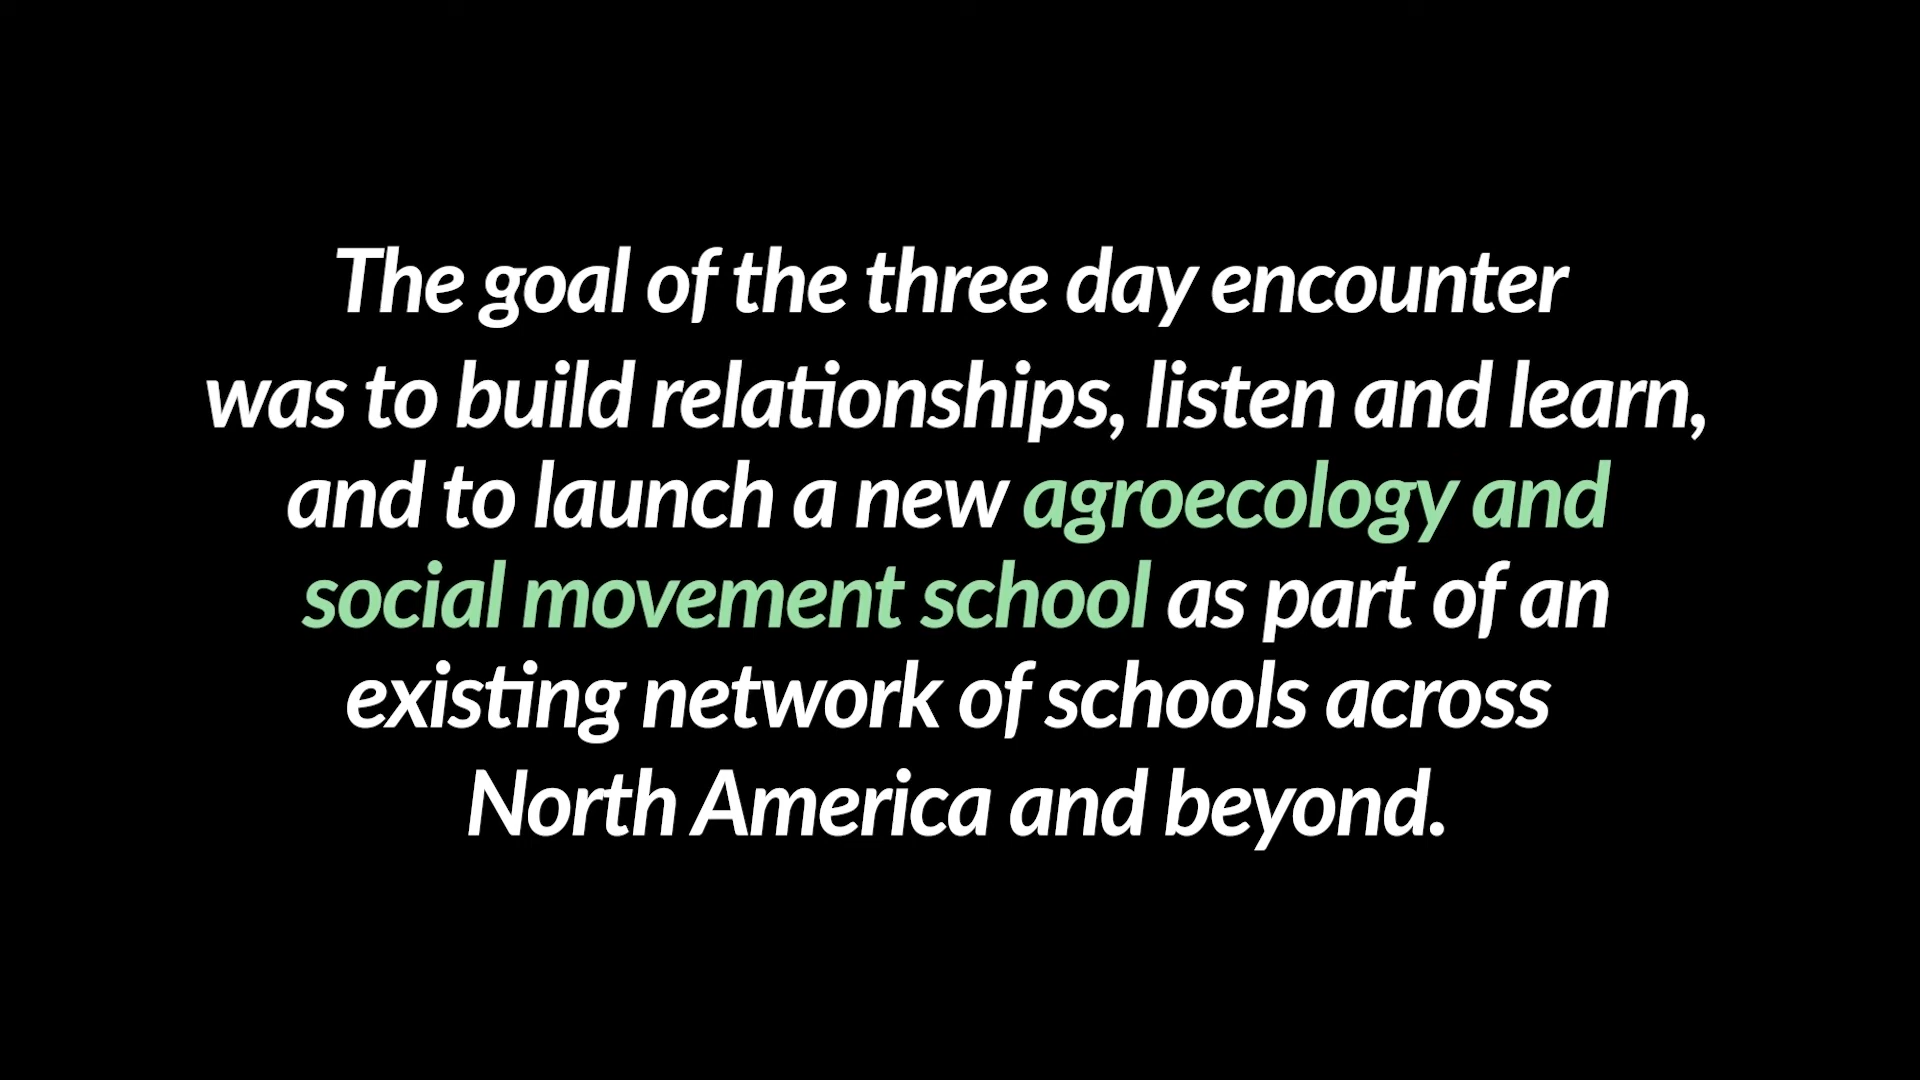 The goal of the three day encounter
was to build relationships, listen and learn,
and to launch a new agroecology and
social movement school as part of an
existing network of schools across
North America and beyond.